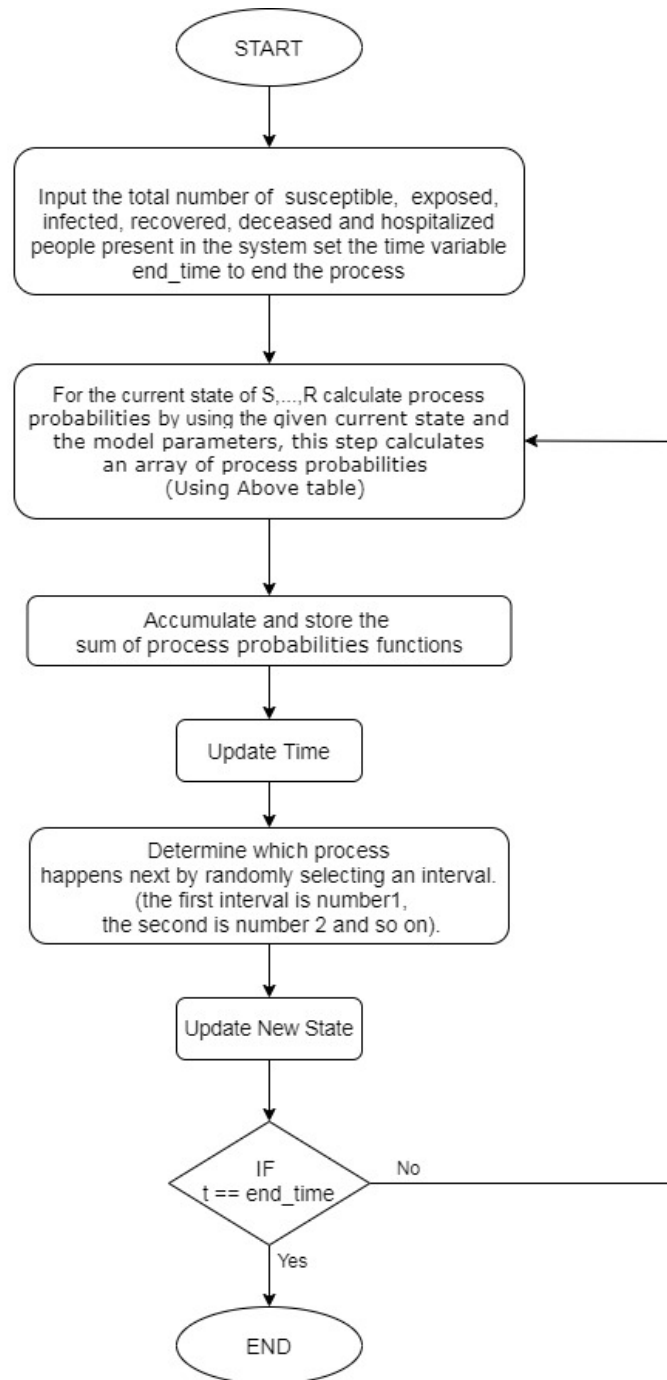 START
Input the total number of susceptible, exposed,
infected, recovered, deceased and hospitalized
people present in the system set the time variable
end_time to end the process
For the current state of S,...,R calculate process
probabilities by using the given current state and
the model parameters, this step calculates
an array of process probabilities
(Using Above table)
Accumulate and store the
sum of process probabilities functions
Update Time
Determine which process
happens next by randomly selecting an interval.
(the first interval is number1,
the second is number 2 and so on).
Update New State
IF
t == end_time
No
Yes
END